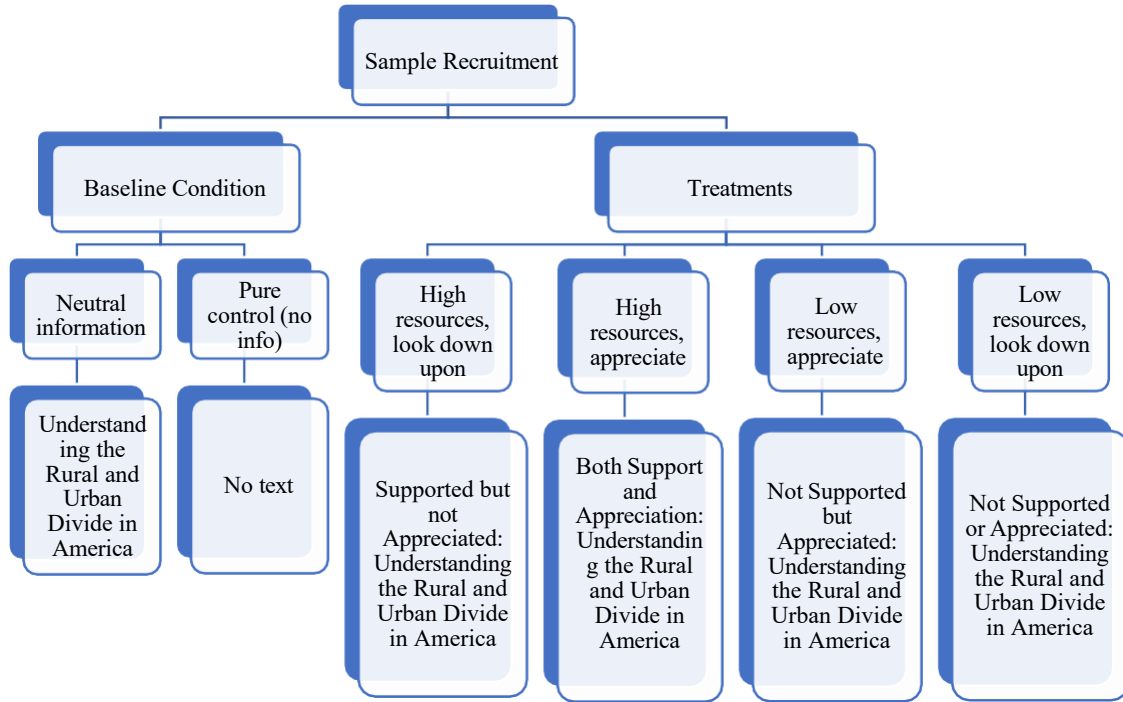 Sample Recruitment
Baseline Condition
Treatments
Neutral
information
Pure
control (no
info)
High
resources,
look down
upon
High
resources,
appreciate
Low
resources,
appreciate
Low
resources,
look down
upon
Understand
ing the
Rural and
Urban
Divide in
America
No text
Supported but
not
Appreciated:
Understanding
the Rural and
Urban Divide
in America
Both Support
and
Appreciation:
Understandin
g the Rural
and Urban
Divide in
America
Not Supported
but
Appreciated:
Understanding
the Rural and
Urban Divide
in America
Not Supported
or Appreciated:
Understanding
the Rural and
Urban Divide
in America